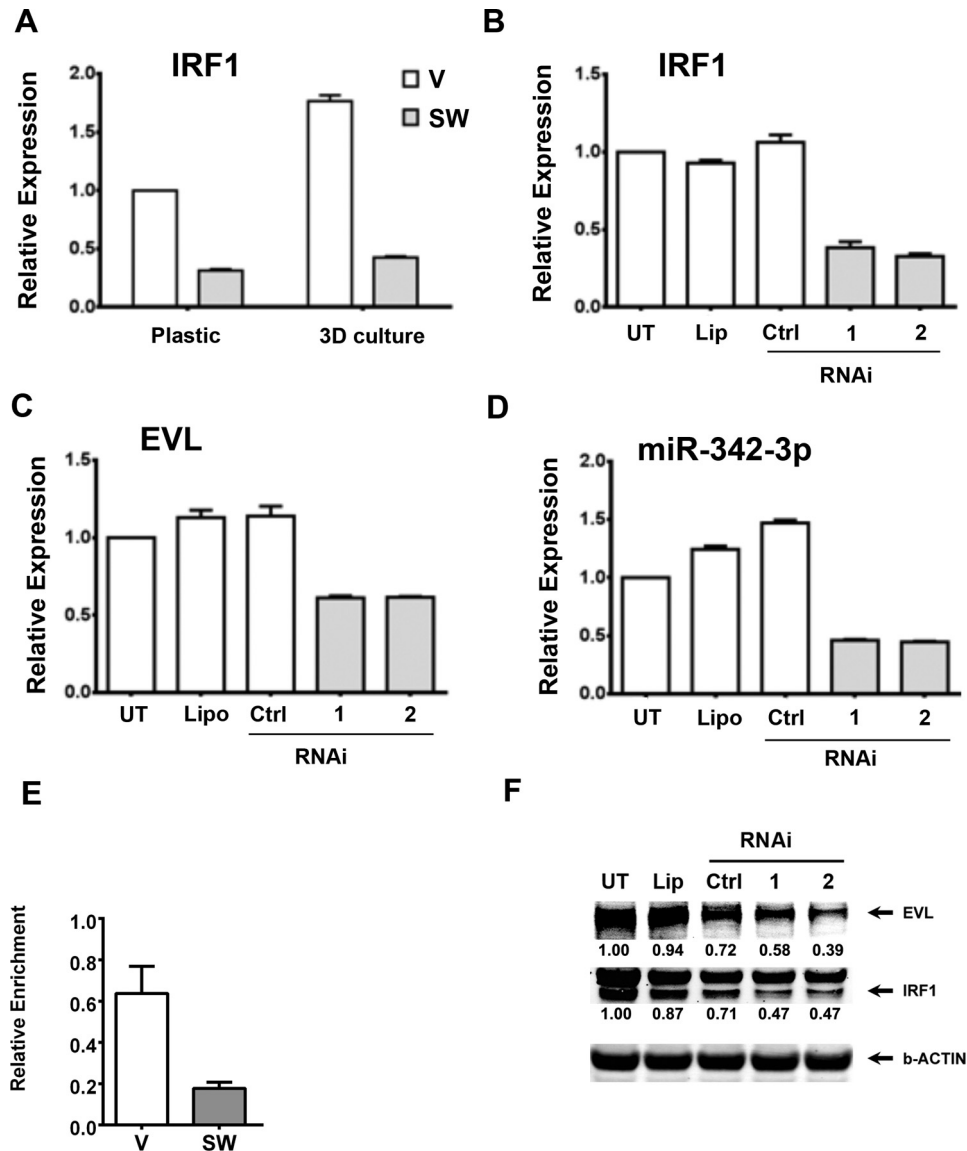 A
IRF1
V
SW
Relative Expression
2.0
1.5
1.0
0.5
0.0
Plastic 3D culture
B
IRF1
Relative Expression
1.5
1.0
0.5
0.0
UT Lip Ctrl 1 2
RNAi
C
EVL
Relative Expression
1.5
1.0
0.5
0.0
UT Lipo Ctrl 1 2
RNAi
D
miR-342-3p
Relative Expression
2.0
1.5
1.0
0.5
0.0
UT Lipo Ctrl 1 2
RNAi
E
Relative Enrichment
1.0
0.8
0.6
0.4
0.2
0.0
V SW
F
RNAi
UT Lip Ctrl 1 2
EVL
1.00 0.94 0.72 0.58 0.39
IRF1
1.00 0.87 0.71 0.47 0.47
b-ACTIN